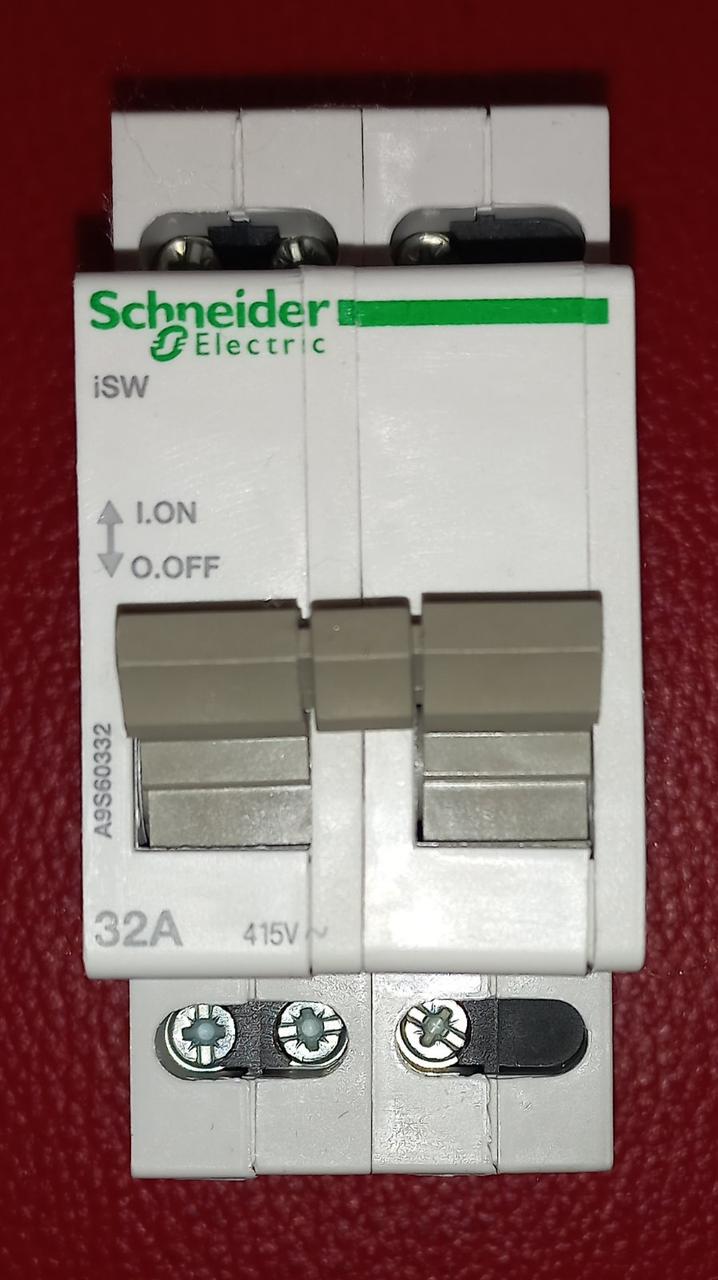 Schneider
Electric
iSW
I.ON
O.OFF
A9S60332
32A 415V~